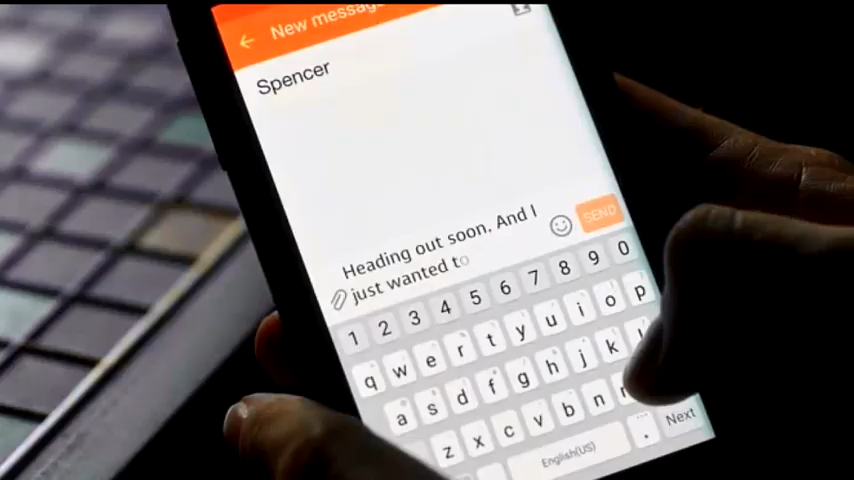 New message
Spencer
Heading out soon. And I
just wanted to
SEND
1 2 3 4 5 6 7 8 9 0
q w e r t y u i o p
a s d f g h j k l
z x c v b n
English(US) . Next